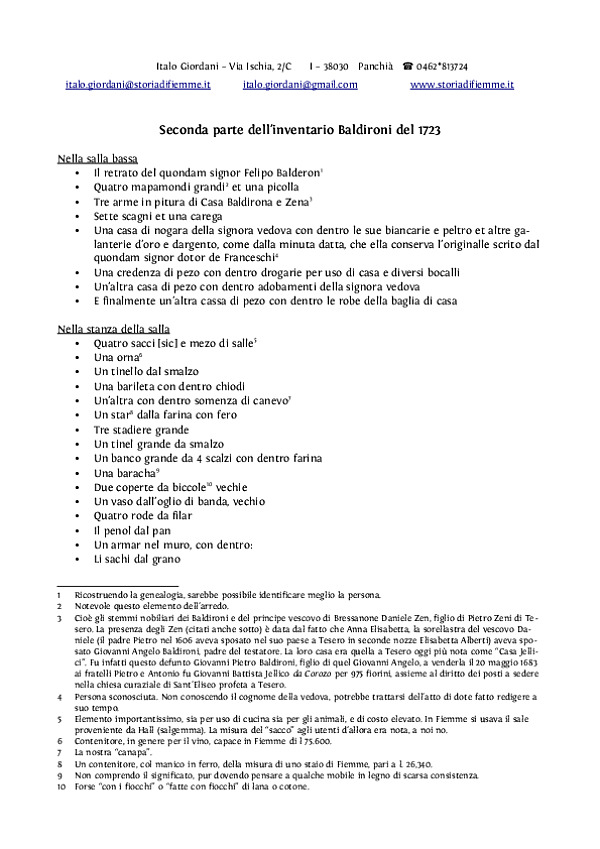 Italo Giordani – Via Ischia, 2/C I – 38030 Panchià ☎ 0462*813724
italo.giordani@storiadifiemme.it italo.giordani@gmail.com www.storiadifiemme.it
Seconda parte dell'inventario Baldironi del 1723
Nella salla bassa
• Il retrato del quondam signor Felipo Balderon1
• Quatro mapamondi grandi2 et una picolla
• Tre arme in pitura di Casa Baldirona e Zena3
• Sette scagni et una carega
• Una casa di nogara della signora vedova con dentro le sue biancarie e peltro et altre ga-
lanterie d'oro e dargento, come dalla minuta datta, che ella conserva l'originalle scrito dal
quondam signor dotor de Franceschi4
• Una credenza di pezo con dentro drogarie per uso di casa e diversi bocalli
• Un'altra casa di pezo con dentro adobamenti della signora vedova
• E finalmente un'altra cassa di pezo con dentro le robe della baglia di casa
Nella stanza della salla
• Quatro sacci [sic] e mezo di salle5
• Una orna6
• Un tinello dal smalzo
• Una barileta con dentro chiodi
• Un'altra con dentro somenza di canevo7
• Un star8 dalla farina con fero
• Tre stadiere grande
• Un tinel grande da smalzo
• Un banco grande da 4 scalzi con dentro farina
• Una baracha9
• Due coperte da biccole10 vechie
• Un vaso dall'oglio di banda, vechio
• Quatro rode da filar
• Il penol dal pan
• Un armar nel muro, con dentro:
• Li sachi dal grano
1 Ricostruendo la genealogia, sarebbe possibile identificare meglio la persona.
2 Notevole questo elemento dell'arredo.
3 Cioè gli stemmi nobiliari dei Baldironi e del principe vescovo di Bressanone Daniele Zen, figlio di Pietro Zeni di Te-
sero. La presenza degli Zen (citati anche sotto) è data dal fatto che Anna Elisabetta, la sorellastra del vescovo Da-
niele (il padre Pietro nel 1606 aveva sposato nel suo paese a Tesero in seconde nozze Elisabetta Alberti) aveva spo-
sato Giovanni Angelo Baldironi, padre del testatore. La loro casa era quella a Tesero oggi più nota come "Casa Jelli-
ci". Fu infatti questo defunto Giovanni Pietro Baldironi, figlio di quel Giovanni Angelo, a venderla il 20 maggio 1683
ai fratelli Pietro e Antonio fu Giovanni Battista Jellico da Corozo per 975 fiorini, assieme al diritto dei posti a sedere
nella chiesa curaziale di Sant'Eliseo profeta a Tesero.
4 Persona sconosciuta. Non conoscendo il cognome della vedova, potrebbe trattarsi dell'atto di dote fatto redigere a
suo tempo.
5 Elemento importantissimo, sia per uso di cucina sia per gli animali, e di costo elevato. In Fiemme si usava il sale
proveniente da Hall (salgemma). La misura del "sacco" agli utenti d'allora era nota, a noi no.
6 Contenitore, in genere per il vino, capace in Fiemme di l 75.600.
7 La nostra "canapa".
8 Un contenitore, col manico in ferro, della misura di uno staio di Fiemme, pari a l. 26,340.
9 Non comprendo il significato, pur dovendo pensare a qualche mobile in legno di scarsa consistenza.
10 Forse "con i fiocchi" o "fatte con fiocchi" di lana o cotone.